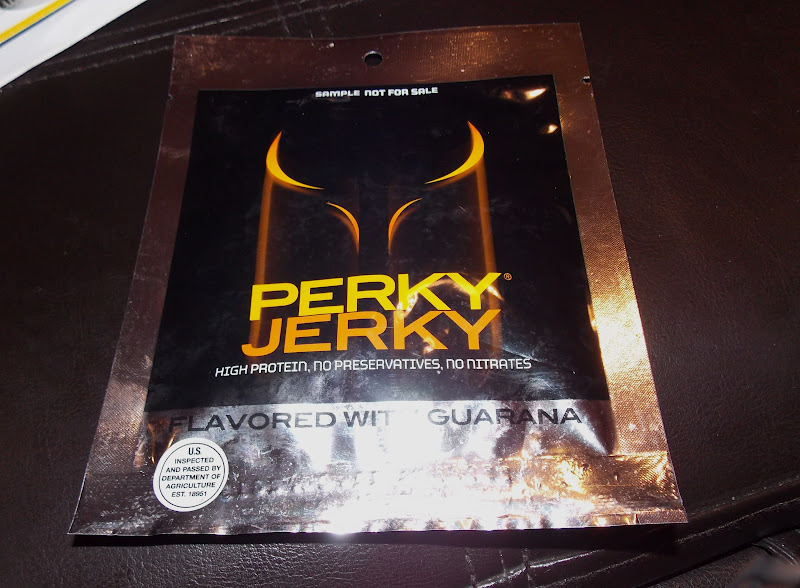 SAMPLE NOT FOR SALE
PERKY®
JERKY
HIGH PROTEIN, NO PRESERVATIVES, NO NITRATES
FLAVORED WITH GUARANA
U.S.
INSPECTED
AND PASSED BY
DEPARTMENT OF
AGRICULTURE
EST. 18951